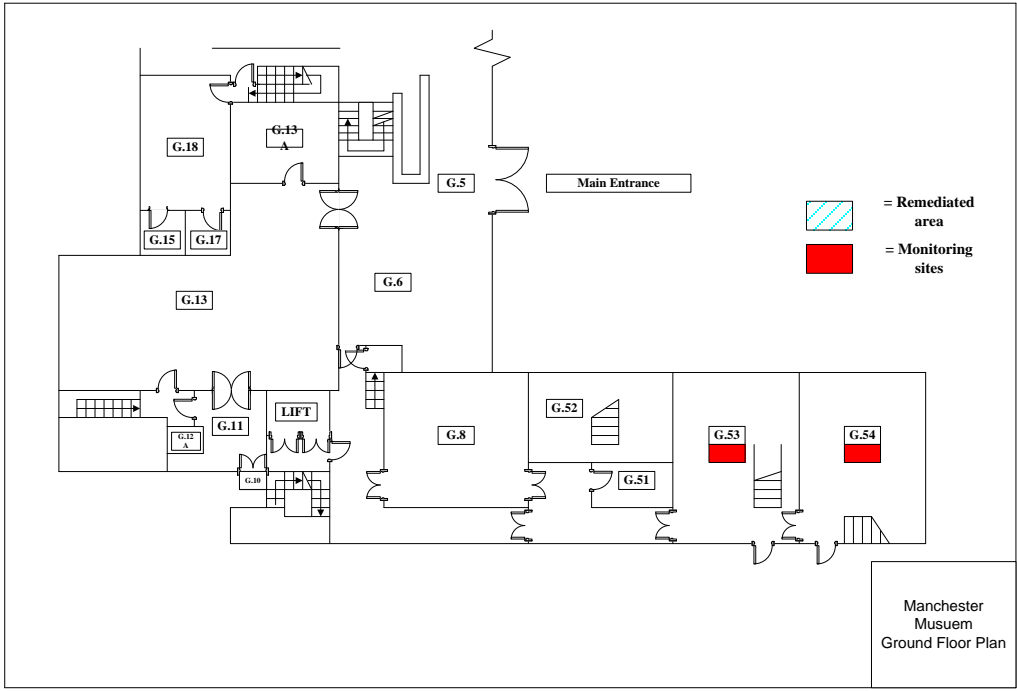 G.13
A
G.18
G.5
Main Entrance
= Remediated
area
G.15
G.17
= Monitoring
sites
G.13
G.6
LIFT
G.52
G.12
A
G.11
G.8
G.53
G.54
G.10
G.51
Manchester
Musuem
Ground Floor Plan